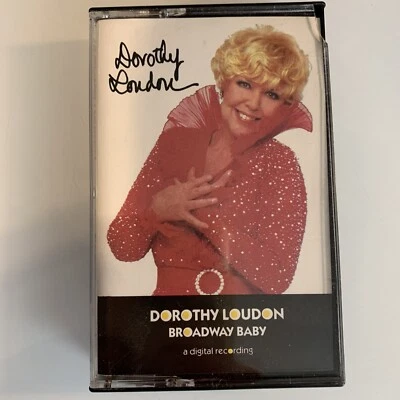 Dorothy
Loudon
DOROTHY LOUDON
BROADWAY BABY
a digital recording